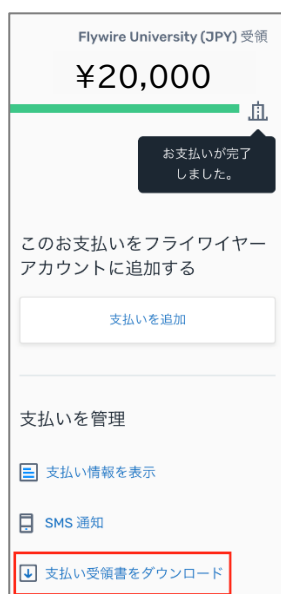 Flywire University (JPY) 受領
¥20,000
お支払いが完了
しました。
このお支払いをフライワイヤー
アカウントに追加する
支払いを追加
支払いを管理
支払い情報を表示
SMS 通知
支払い受領書をダウンロード